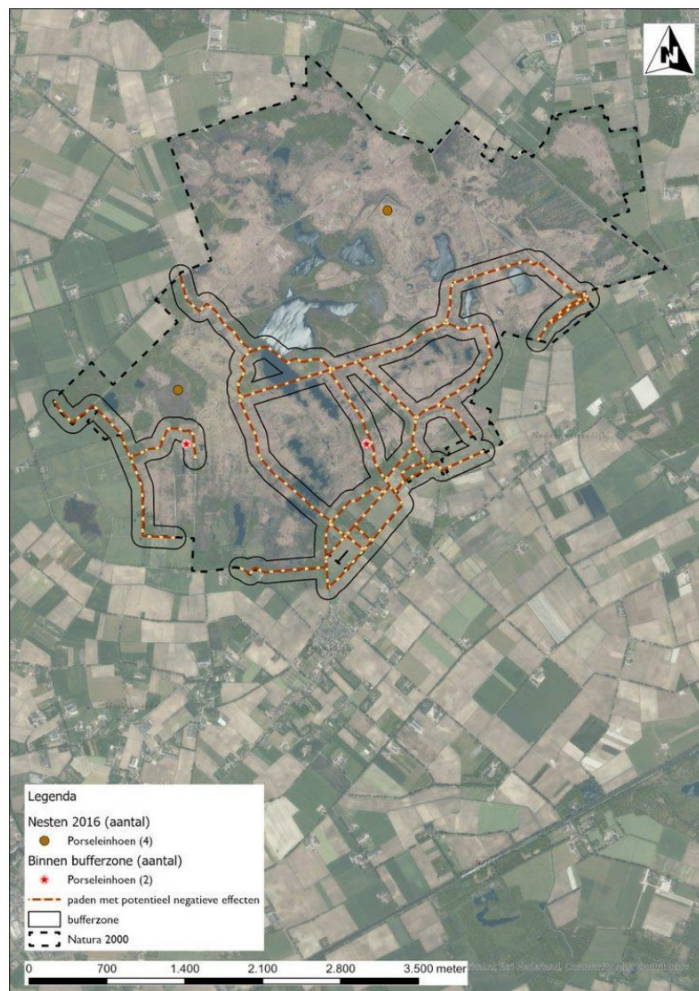 N
Legenda
Nesten 2016 (aantal)
Porseleinhoen (4)
Binnen bufferzone (aantal)
Porseleinhoen (2)
paden met potentieel negatieve effecten
bufferzone
Natura 2000
0 700 1.400 2.100 2.800 3.500 meter